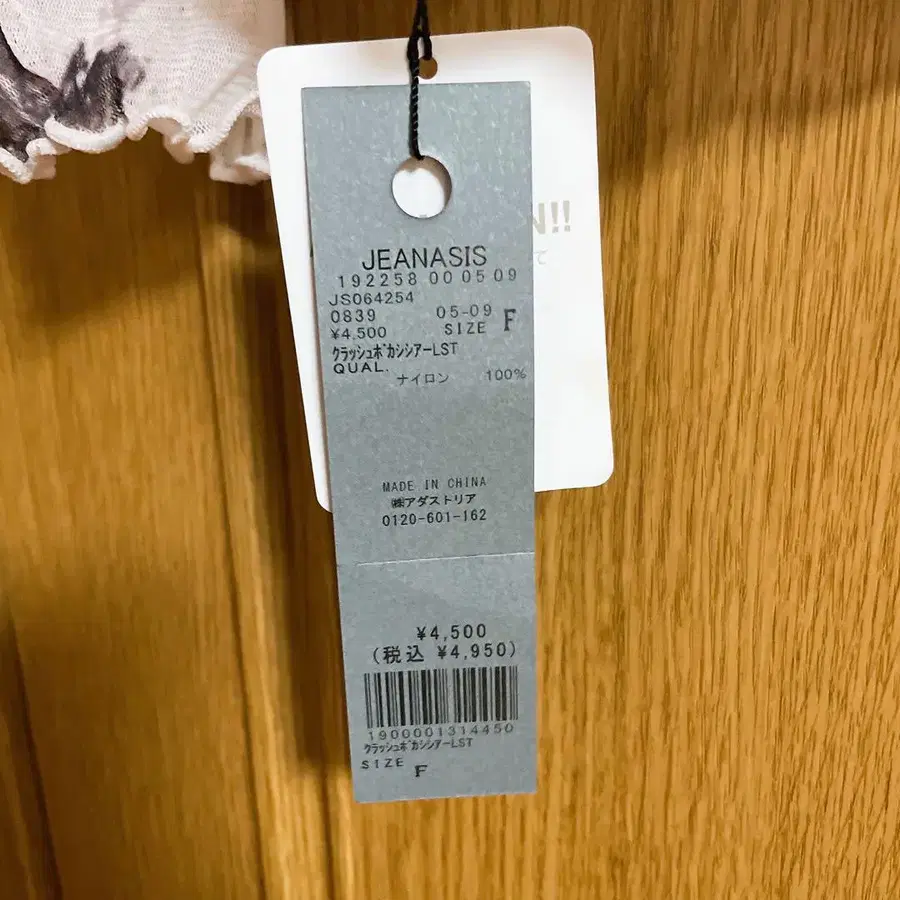 N!!
て
JEANASIS
192258 00 05 09
JS064254
0839 05-09
¥4,500 SIZE F
クラッシュボカシシアーLST
QUAL.
ナイロン 100%
MADE IN CHINA
㈱アダストリア
0120-601-162
¥4,500
(税込 ¥4,950)
1900001314450
クラッシュボカシシアーLST
SIZE F